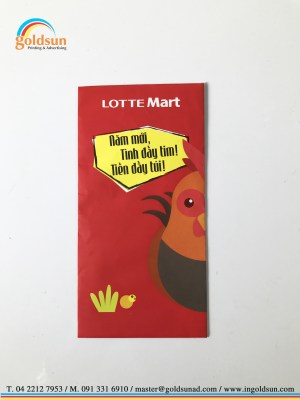 goldsun
Printing & Advertising
LOTTE Mart
Năm mới,
Tình đầy tim!
Tiền đầy túi!
T. 04 2212 7953 / M. 091 331 6910 / master@goldsunad.com / www.ingoldsun.com